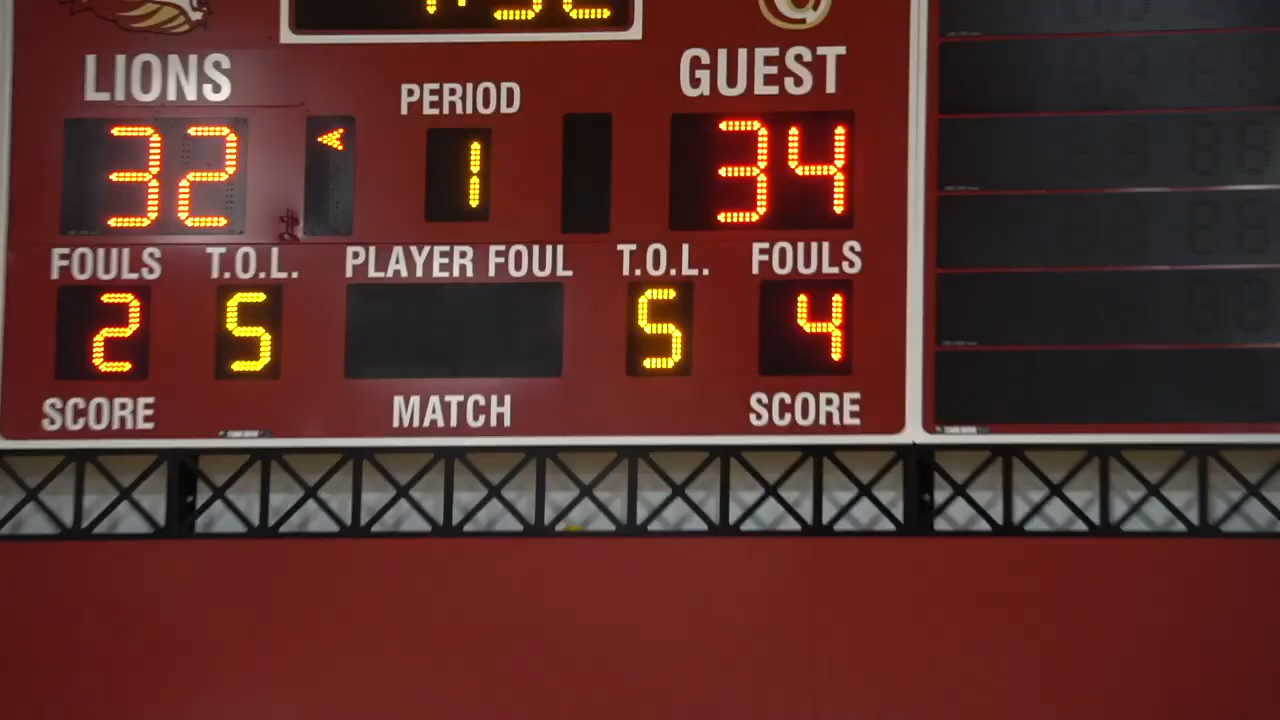 LIONS PERIOD GUEST
32 1 34
FOULS T.O.L. PLAYER FOUL T.O.L. FOULS
2 5 5 4
SCORE MATCH SCORE